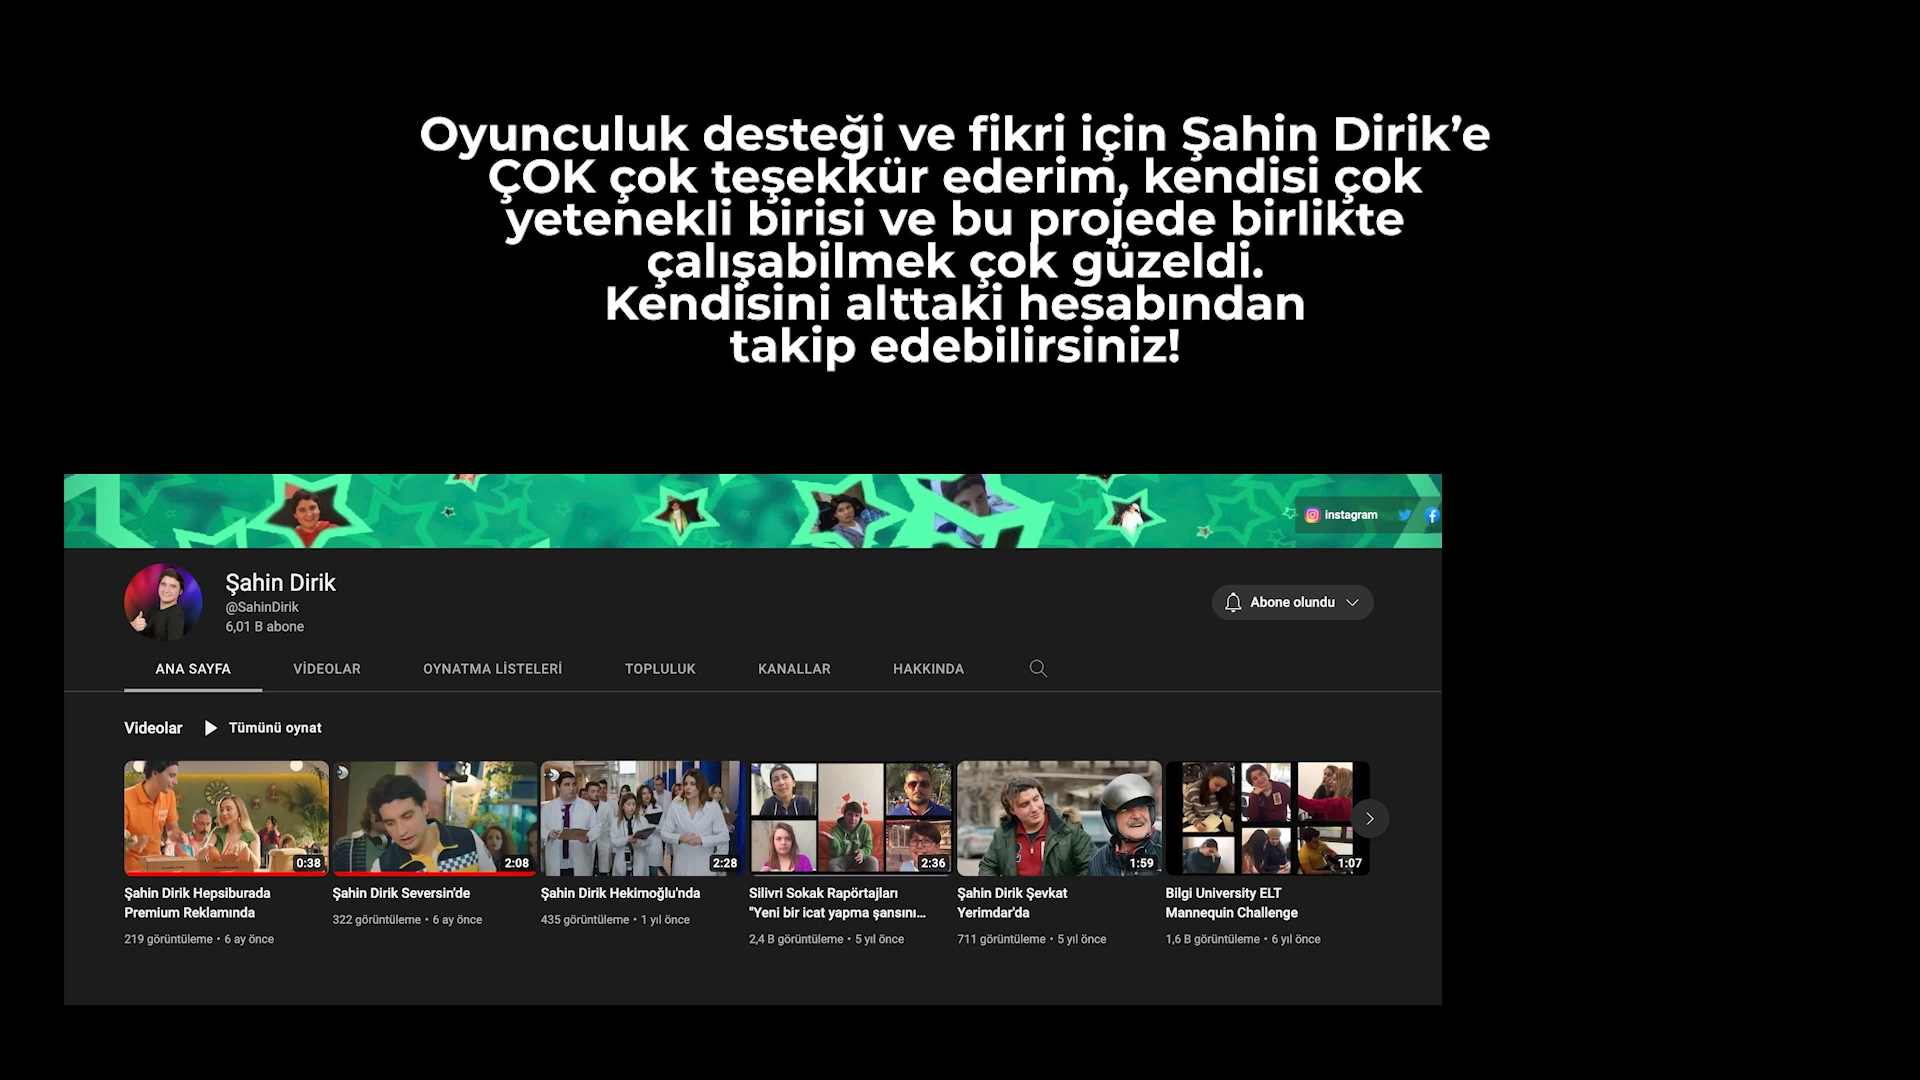 Oyunculuk desteği ve fikri için Şahin Dirik’e
ÇOK çok teşekkür ederim, kendisi çok
yetenekli birisi ve bu projede birlikte
çalışabilmek çok güzeldi.
Kendisini alttaki hesabından
takip edebilirsiniz!
instagram
Şahin Dirik
@SahinDirik
6,01 B abone
Abone olundu
ANA SAYFA VİDEOLAR OYNATMA LİSTELERİ TOPLULUK KANALLAR HAKKINDA
Videolar Tümünü oynat
0:38 2:08 2:28 2:36 1:59 1:07
Şahin Dirik Hepsiburada
Premium Reklamında
219 görüntüleme • 6 ay önce
Şahin Dirik Seversin'de
322 görüntüleme • 6 ay önce
Şahin Dirik Hekimoğlu'nda
435 görüntüleme • 1 yıl önce
Silivri Sokak Rapörtajları
"Yeni bir icat yapma şansını...
2,4 B görüntüleme • 5 yıl önce
Şahin Dirik Şevkat
Yerimdar'da
711 görüntüleme • 5 yıl önce
Bilgi University ELT
Mannequin Challenge
1,6 B görüntüleme • 6 yıl önce